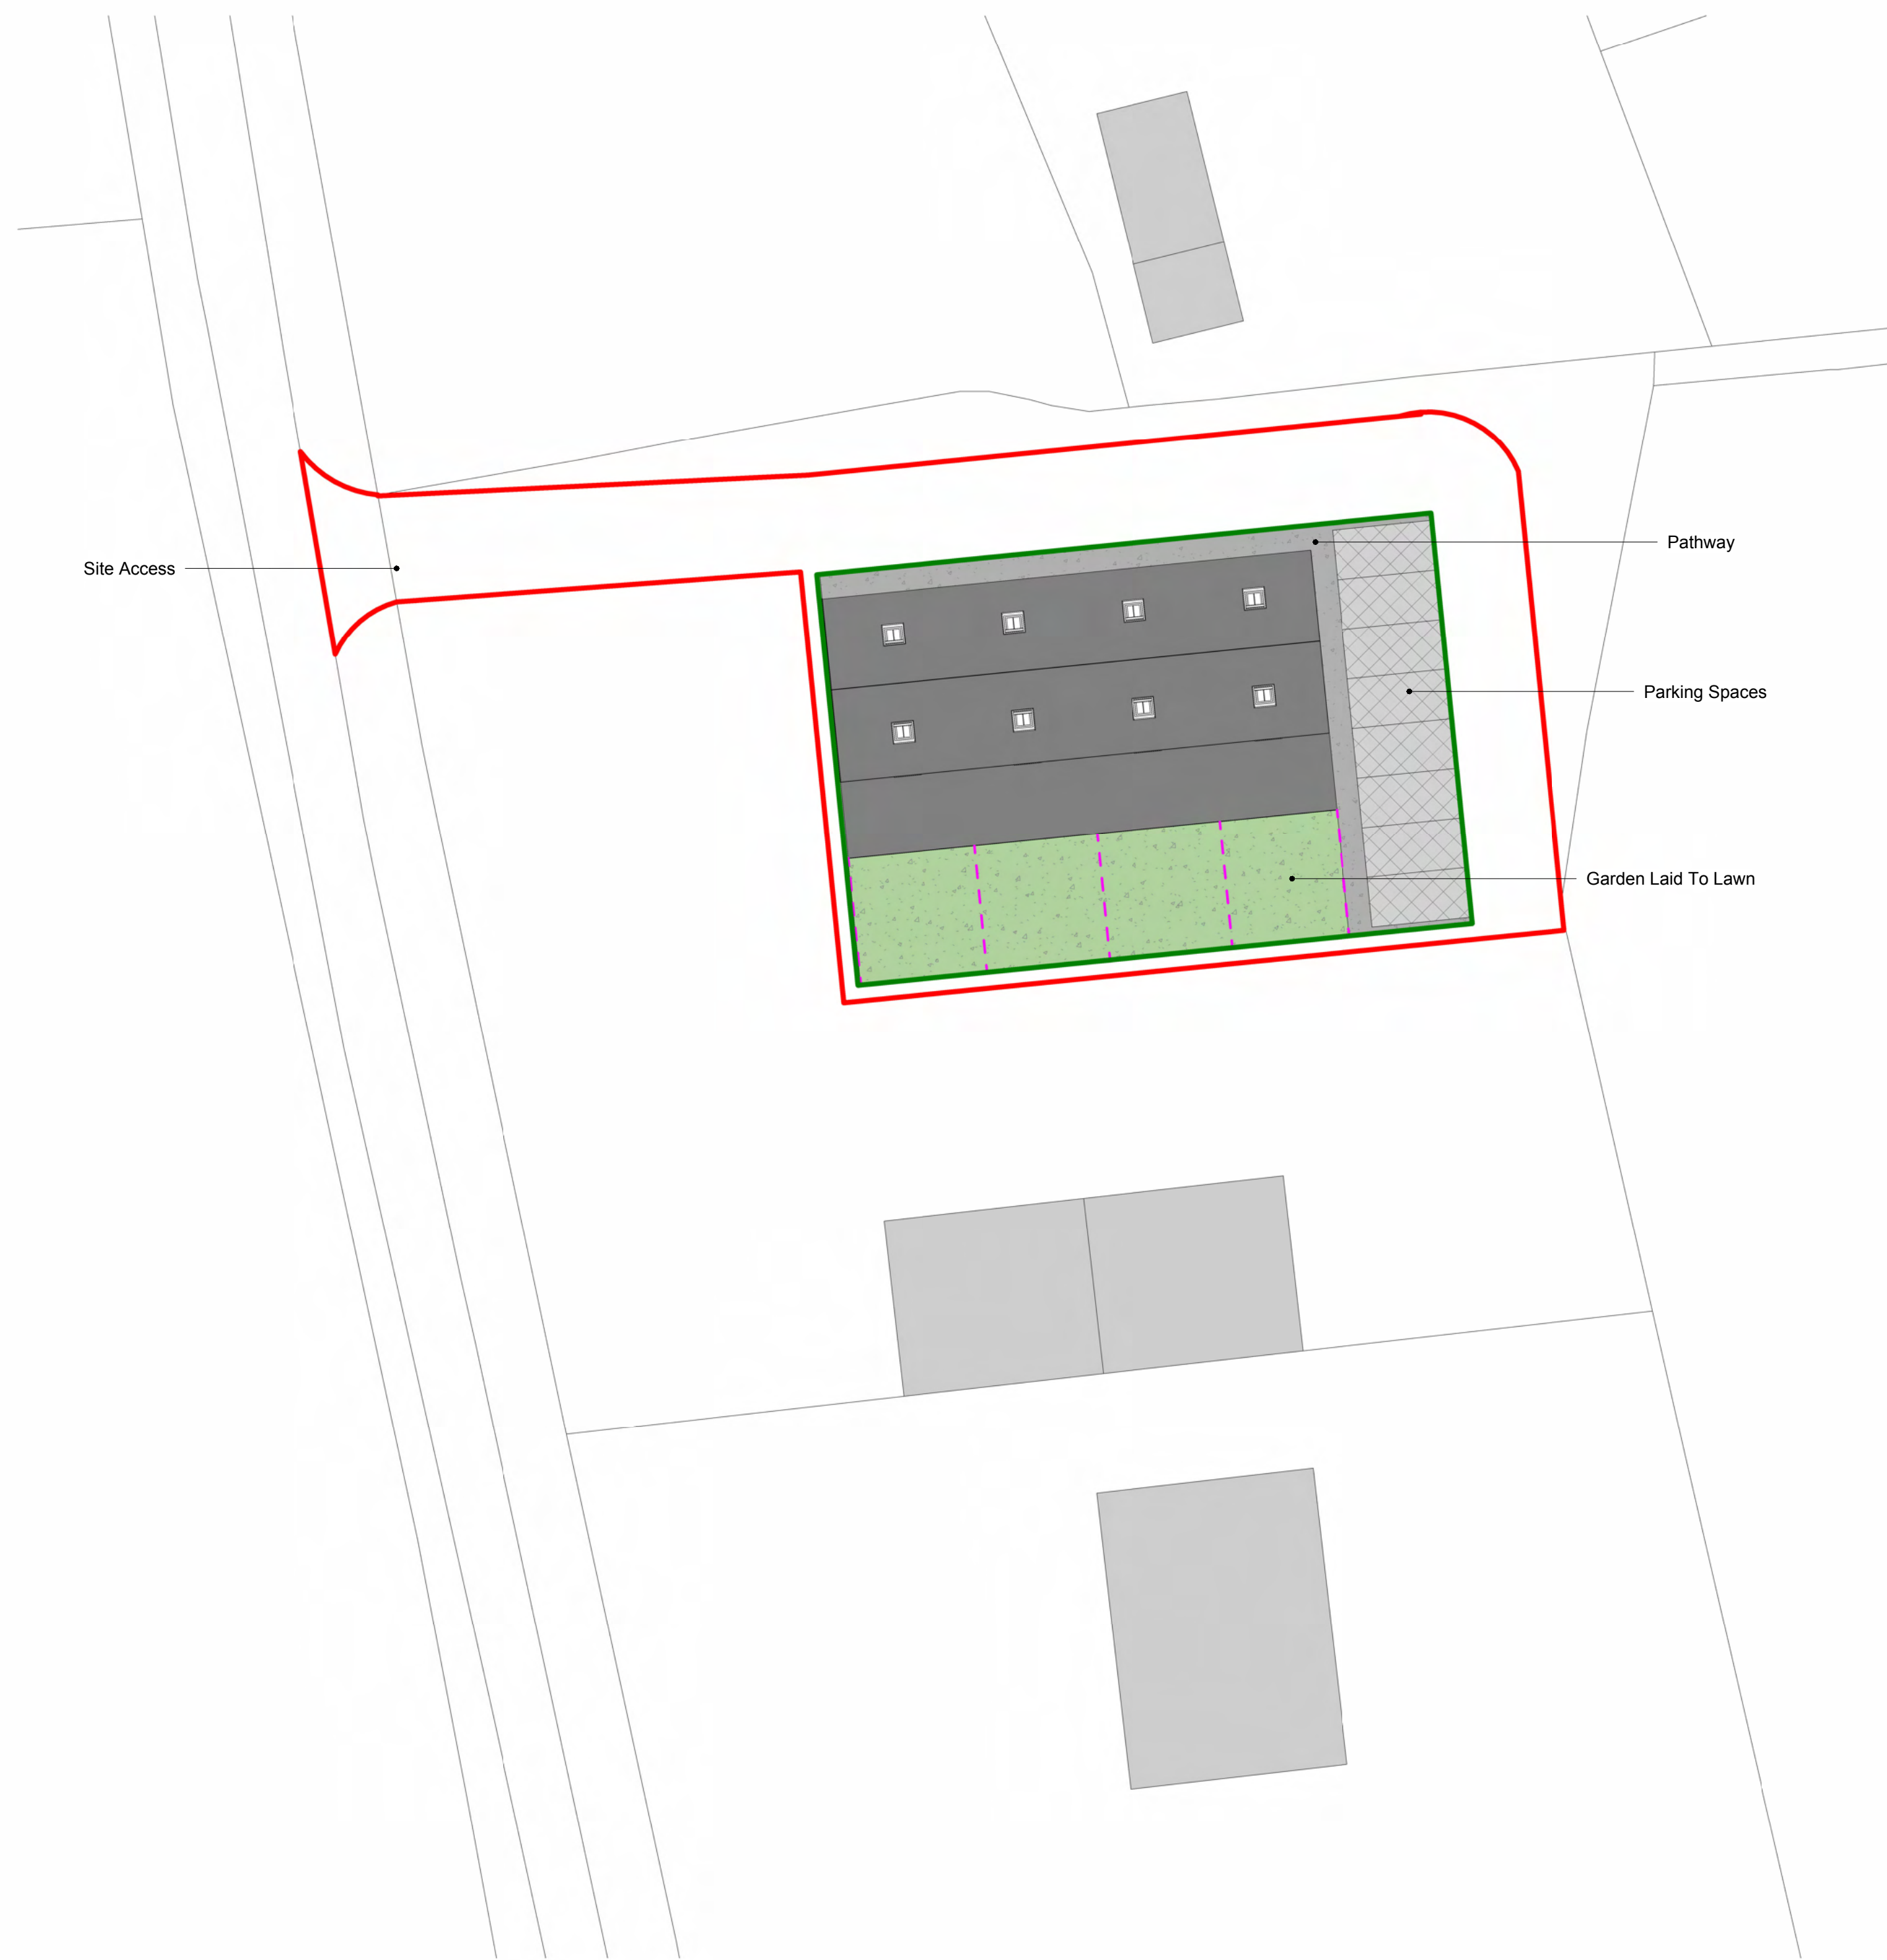 Pathway
Site Access
Parking Spaces
Garden Laid To Lawn